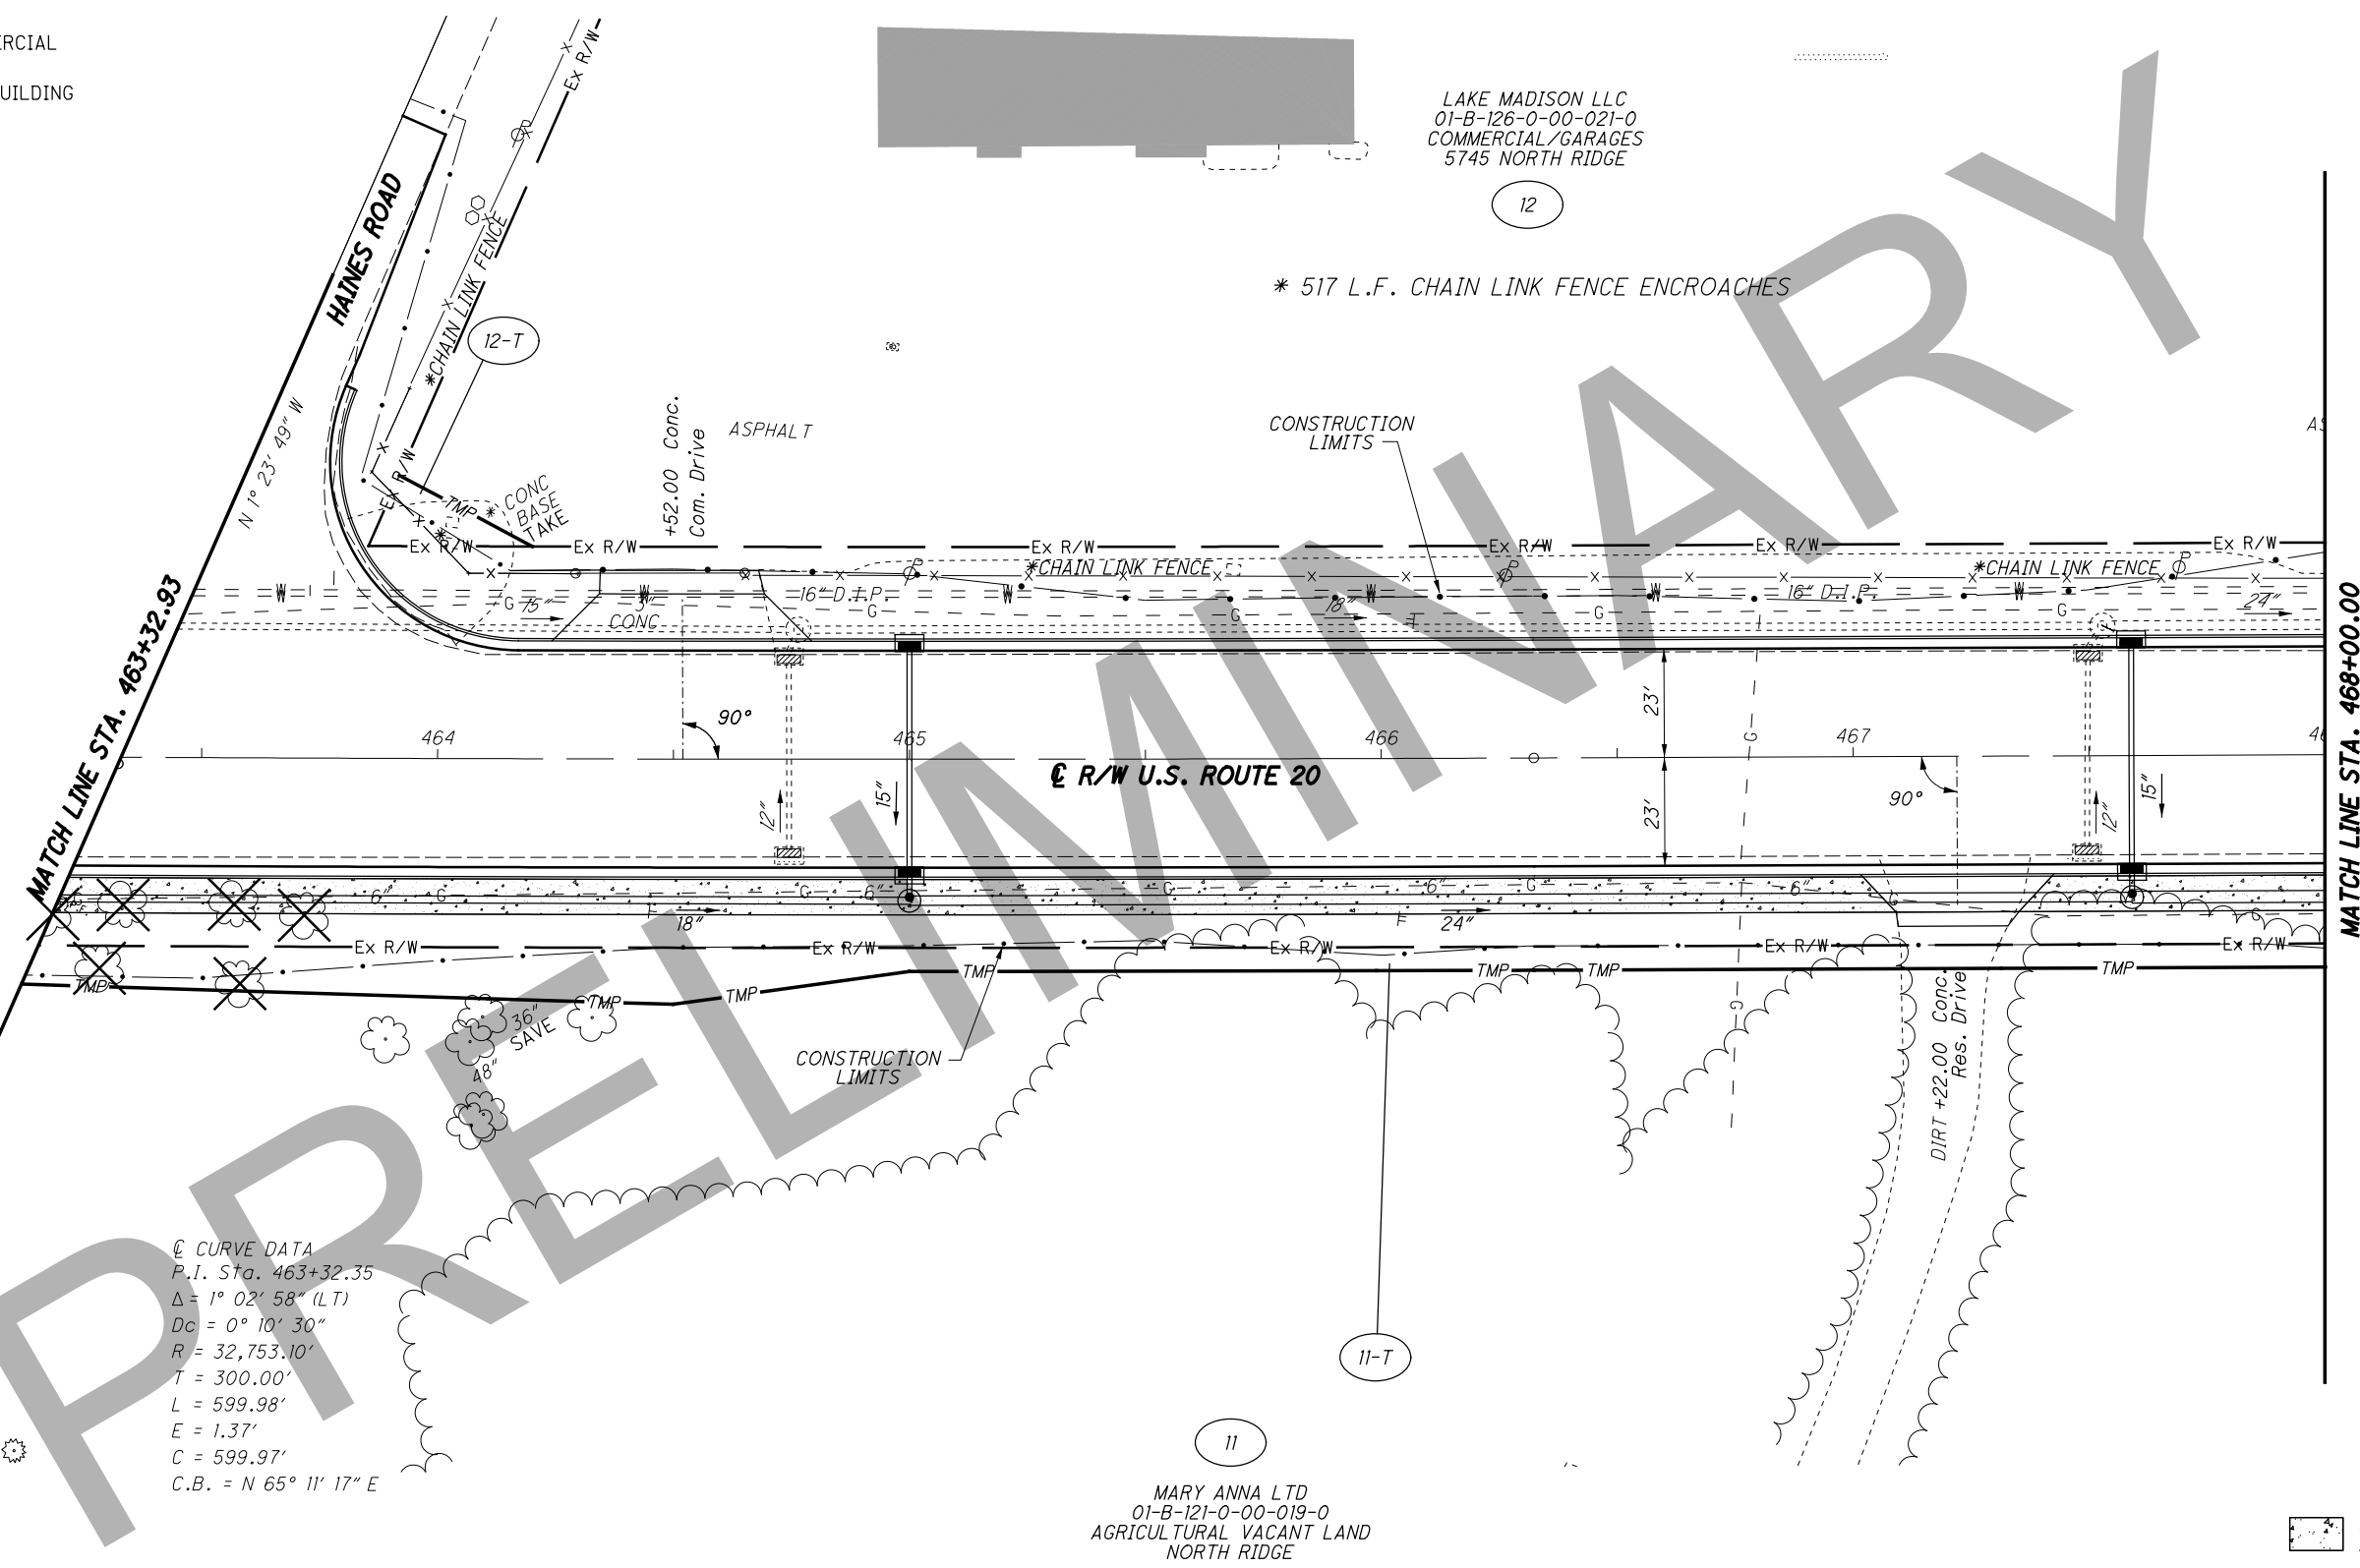 ERCIAL
UILDING
HAINES ROAD
Ex R/W
*CHAIN LINK FENCE
12-T
LAKE MADISON LLC
01-B-126-0-00-021-0
COMMERCIAL/GARAGES
5745 NORTH RIDGE
12
* 517 L.F. CHAIN LINK FENCE ENCROACHES
N 1° 23' 49" W
+52.00 Conc.
Com. Drive
ASPHALT
CONSTRUCTION
LIMITS
AS
Ex R/W
TMP
* CONC
BASE
TAKE
*
Ex R/W
Ex R/W
Ex R/W
Ex R/W
Ex R/W
Ex R/W
*CHAIN LINK FENCE
*CHAIN LINK FENCE
W
W
16" D.I.P.
W
W
W
16" D.I.P.
W
G
15"
3"
CONC
G
G
18"
G
G
24"
MATCH LINE STA. 463+32.93
MATCH LINE STA. 468+00.00
90°
23'
G
464
465
466
467
46
℄ R/W U.S. ROUTE 20
12"
15"
23'
90°
12"
15"
6"
G
G
6"
G
6"
G
6"
G
G
18"
24"
Ex R/W
Ex R/W
Ex R/W
Ex R/W
Ex R/W
TMP
TMP
TMP
TMP
TMP
TMP
TMP
36"
SAVE
48"
G
CONSTRUCTION
LIMITS
DIRT +22.00 Conc.
Res. Drive
℄ CURVE DATA
P.I. Sta. 463+32.35
Δ = 1° 02' 58" (LT)
Dc = 0° 10' 30"
R = 32,753.10'
T = 300.00'
L = 599.98'
E = 1.37'
C = 599.97'
C.B. = N 65° 11' 17" E
11-T
11
MARY ANNA LTD
01-B-121-0-00-019-0
AGRICULTURAL VACANT LAND
NORTH RIDGE
PRELIMINARY